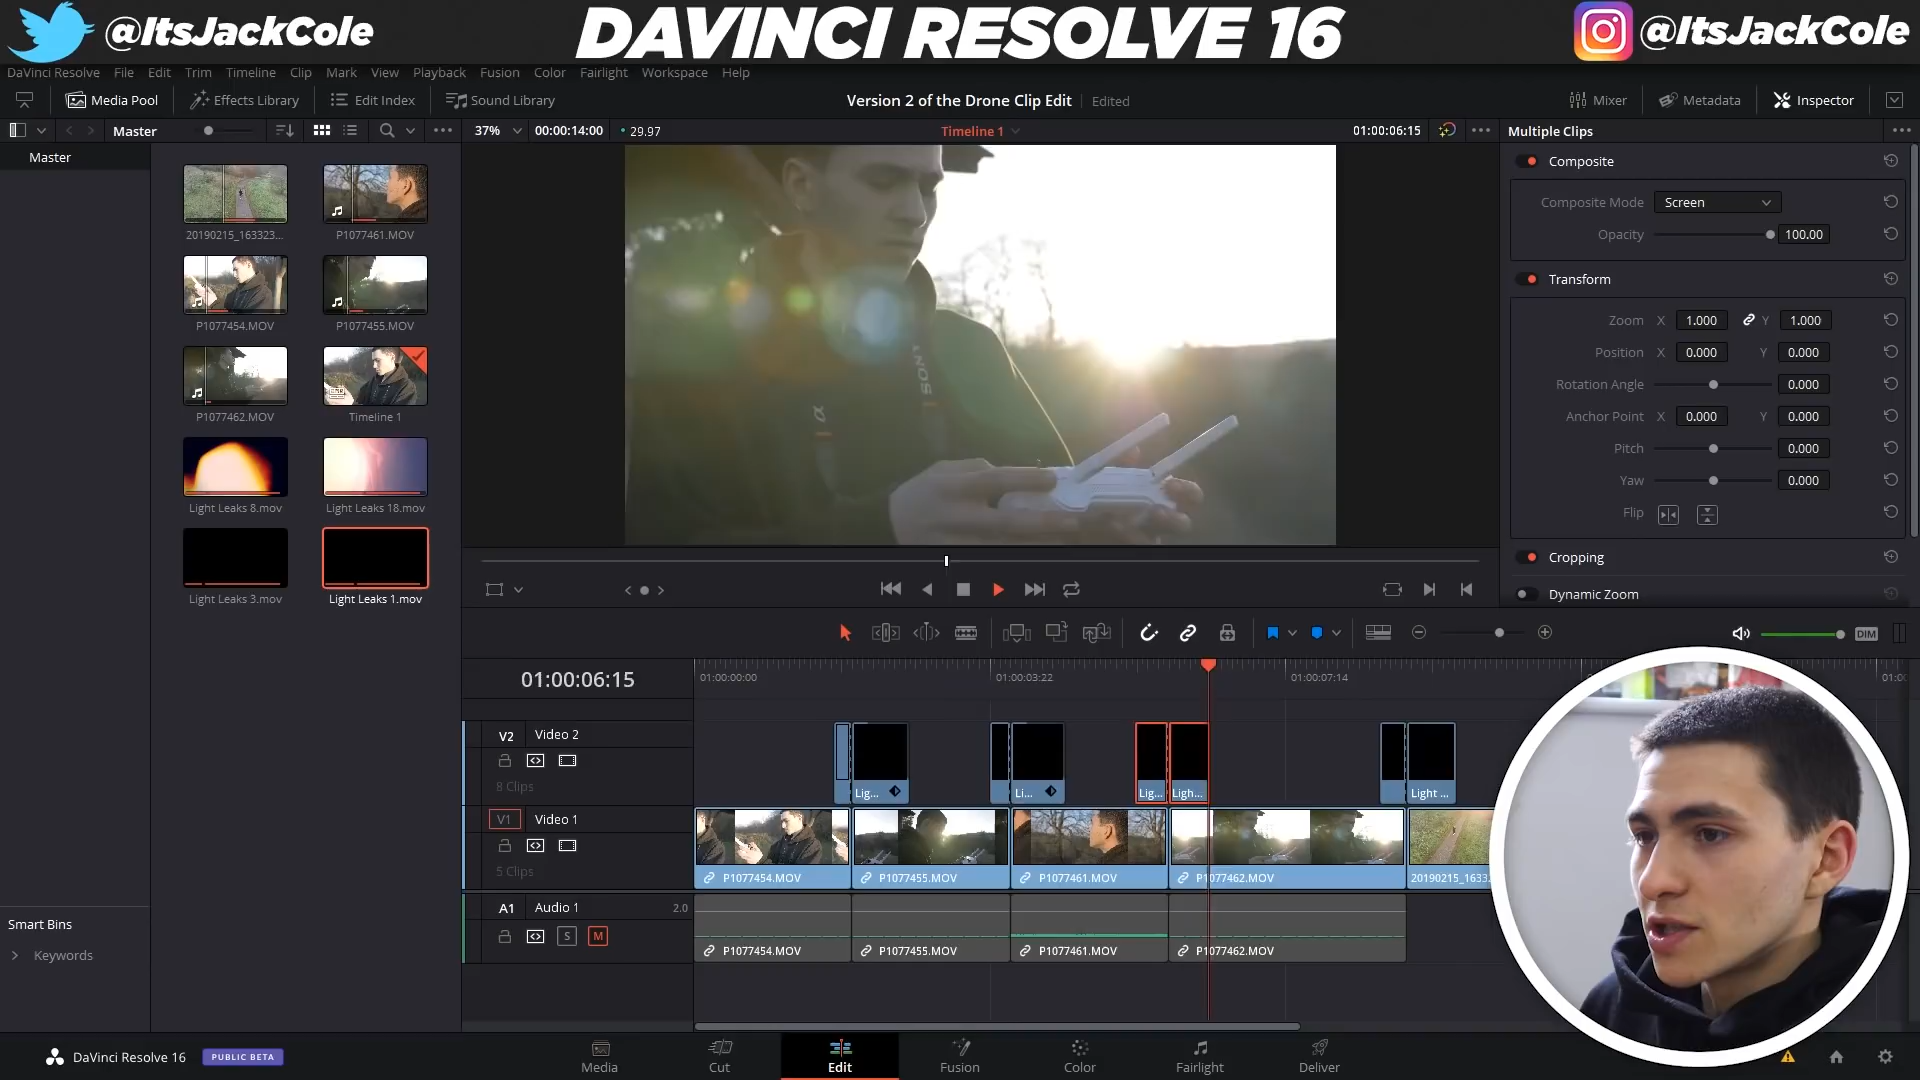 @ItsJackCole
DAVINCI RESOLVE 16
@ItsJackCole
DaVinci Resolve File Edit Trim Timeline Clip Mark View Playback Fusion Color Fairlight Workspace Help
Media Pool Effects Library Edit Index Sound Library
Version 2 of the Drone Clip Edit Edited
Mixer Metadata Inspector
Master
37% 00:00:14:00 29.97 Timeline 1 01:00:06:15
Multiple Clips
Master
20190215_163323...
P1077461.MOV
P1077454.MOV
P1077455.MOV
P1077462.MOV
Timeline 1
Light Leaks 8.mov
Light Leaks 18.mov
Light Leaks 3.mov
Light Leaks 1.mov
Smart Bins
Keywords
SONY
α
Composite
Composite Mode Screen
Opacity 100.00
Transform
Zoom X 1.000 Y 1.000
Position X 0.000 Y 0.000
Rotation Angle 0.000
Anchor Point X 0.000 Y 0.000
Pitch 0.000
Yaw 0.000
Flip
Cropping
Dynamic Zoom
DIM
01:00:06:15
01:00:00:00 01:00:03:22 01:00:07:14
V2 Video 2
8 Clips
Lig... Li... Lig... Ligh... Light ...
V1 Video 1
5 Clips
P1077454.MOV P1077455.MOV P1077461.MOV P1077462.MOV 20190215_1633
A1 Audio 1 2.0
S M
P1077454.MOV P1077455.MOV P1077461.MOV P1077462.MOV
DaVinci Resolve 16 PUBLIC BETA
Media Cut Edit Fusion Color Fairlight Deliver